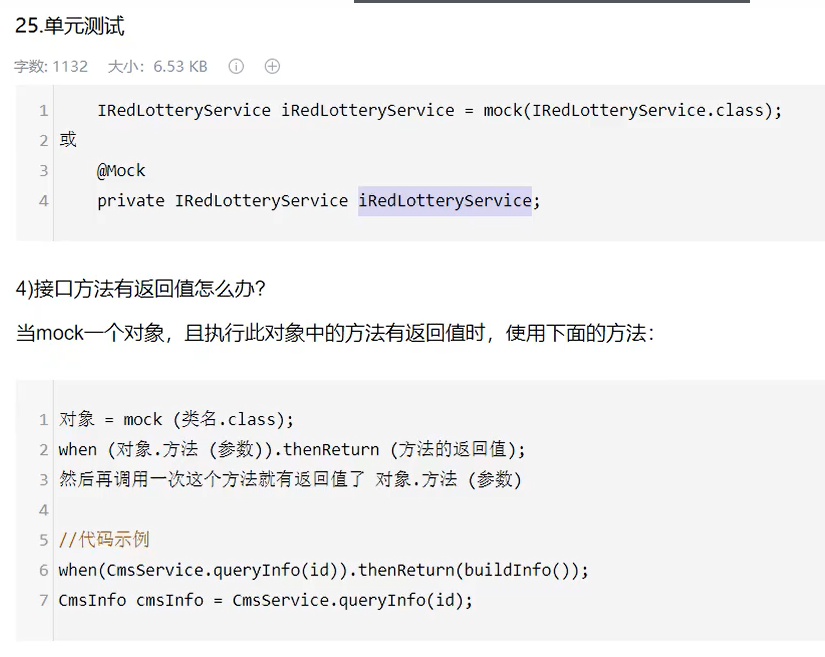 25.单元测试
字数: 1132 大小: 6.53 KB
1 IRedLotteryService iRedLotteryService = mock(IRedLotteryService.class);
2 或
3 @Mock
4 private IRedLotteryService iRedLotteryService;
4)接口方法有返回值怎么办?
当mock一个对象，且执行此对象中的方法有返回值时，使用下面的方法：
1 对象 = mock (类名.class);
2 when (对象.方法 (参数)).thenReturn (方法的返回值);
3 然后再调用一次这个方法就有返回值了 对象.方法 (参数)
4
5 //代码示例
6 when(CmsService.queryInfo(id)).thenReturn(buildInfo());
7 CmsInfo cmsInfo = CmsService.queryInfo(id);